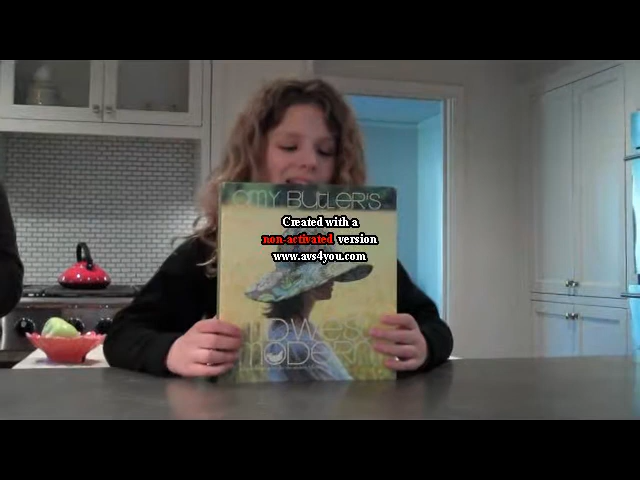 Amy Butler's
Created with a
non-activated version
www.avs4you.com
Modern